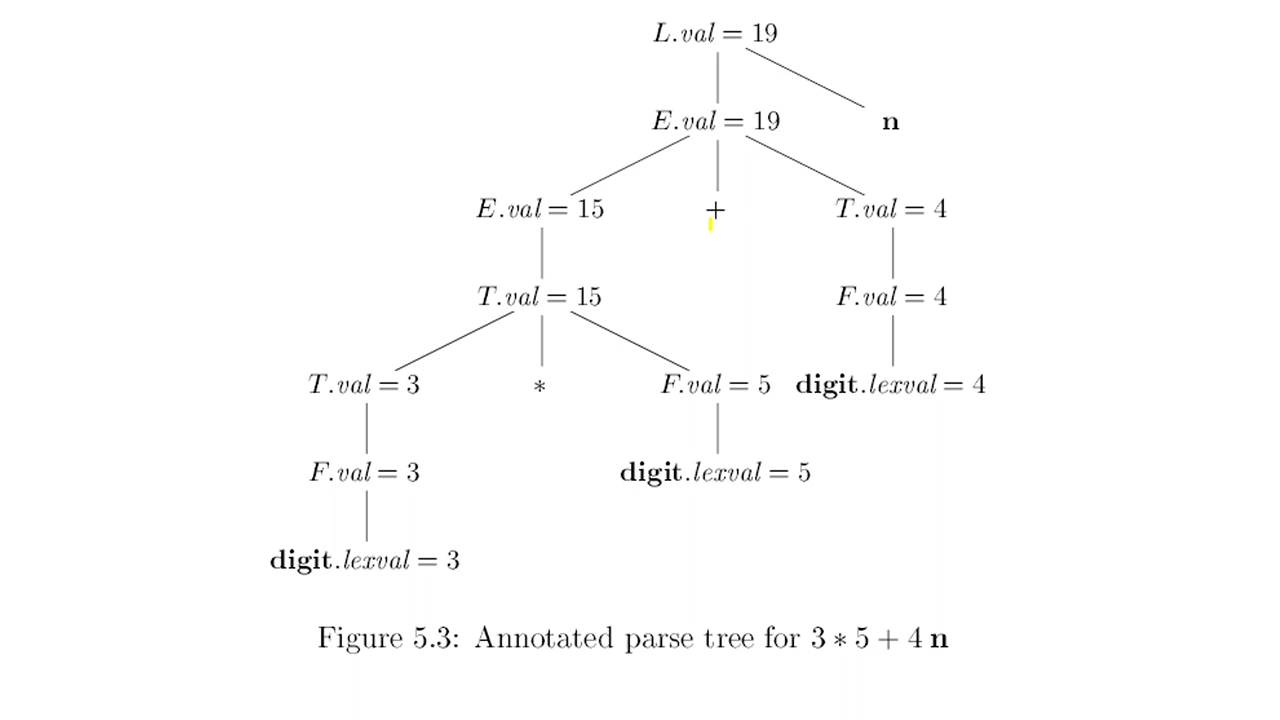 L.val = 19
E.val = 19 n
E.val = 15 + T.val = 4
T.val = 15 F.val = 4
T.val = 3 * F.val = 5 digit.lexval = 4
F.val = 3 digit.lexval = 5
digit.lexval = 3
Figure 5.3: Annotated parse tree for 3 * 5 + 4 n